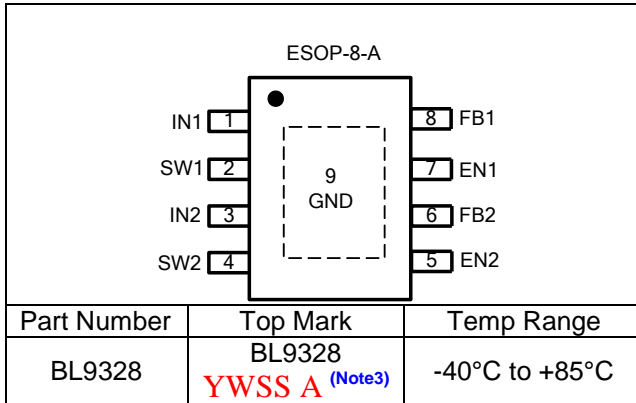 ESOP-8-A
IN1 1 8 FB1
SW1 2 7 EN1
9
GND
IN2 3 6 FB2
SW2 4 5 EN2
Part Number Top Mark Temp Range
BL9328 BL9328 -40°C to +85°C
YWSS A (Note3)